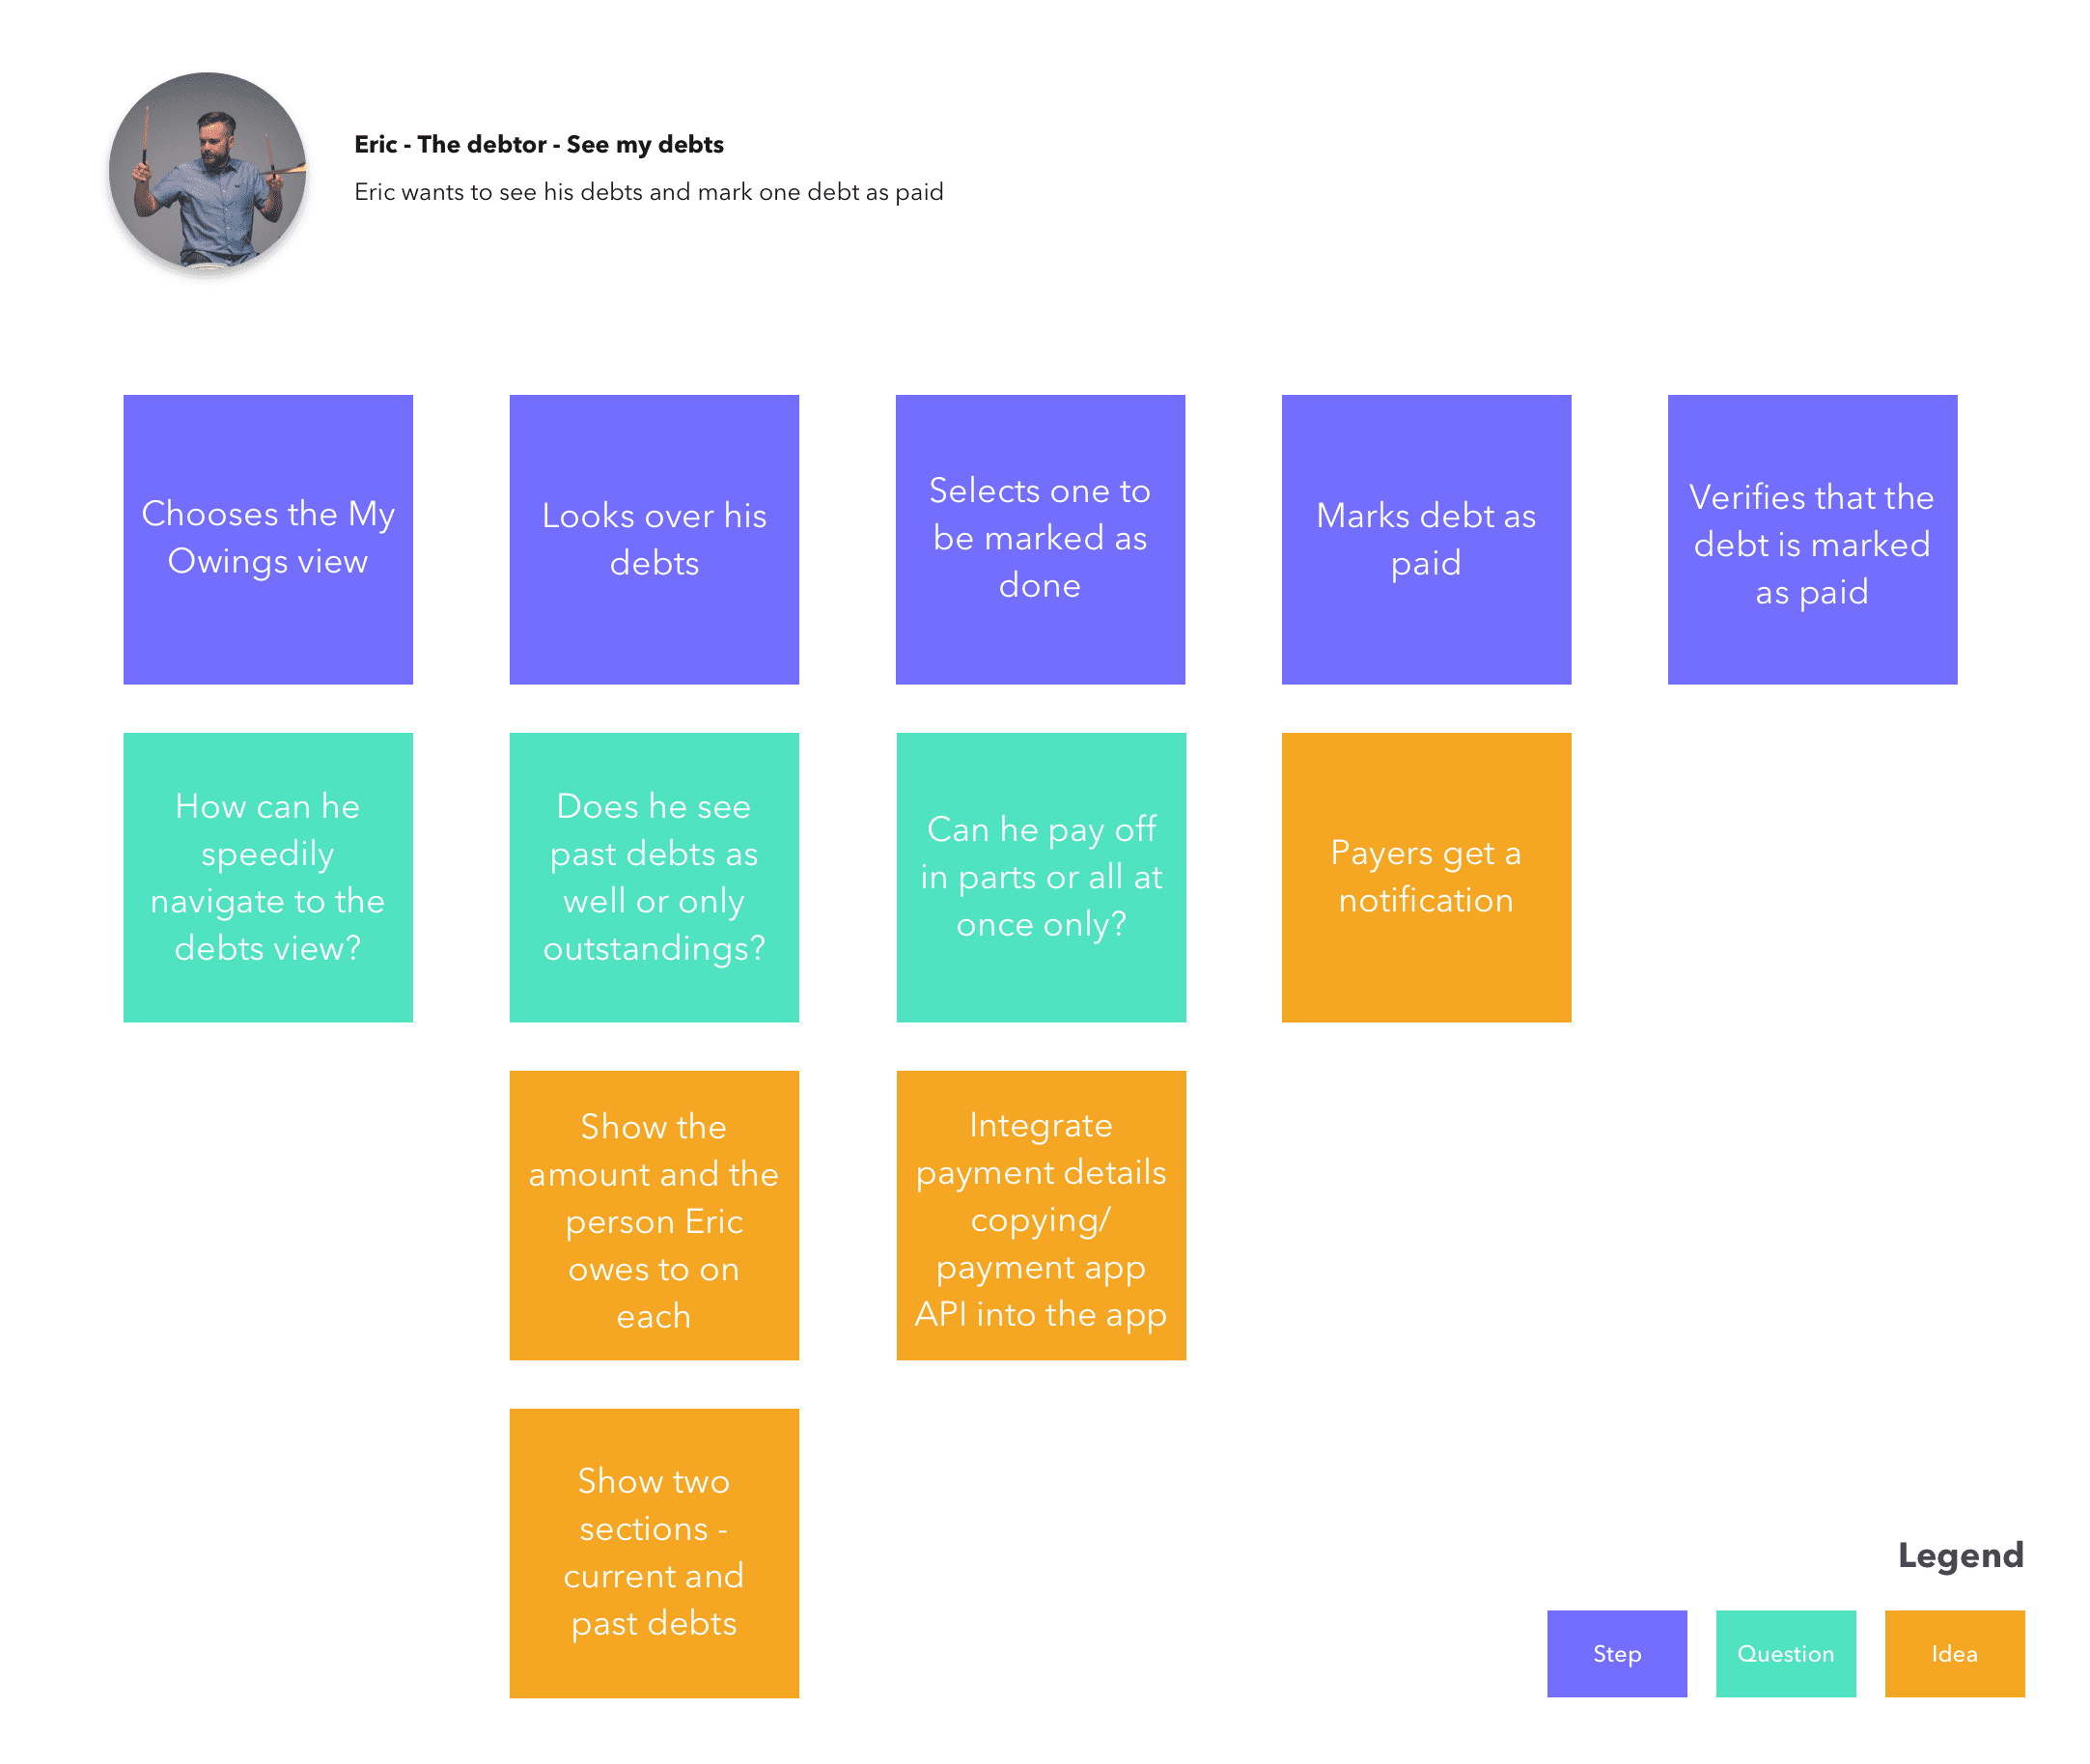 Eric - The debtor - See my debts
Eric wants to see his debts and mark one debt as paid
Chooses the My
Owings view
Looks over his
debts
Selects one to
be marked as
done
Marks debt as
paid
Verifies that the
debt is marked
as paid
How can he
speedily
navigate to the
debts view?
Does he see
past debts as
well or only
outstandings?
Can he pay off
in parts or all at
once only?
Payers get a
notification
Show the
amount and the
person Eric
owes to on
each
Integrate
payment details
copying/
payment app
API into the app
Show two
sections -
current and
past debts
Legend
Step
Question
Idea